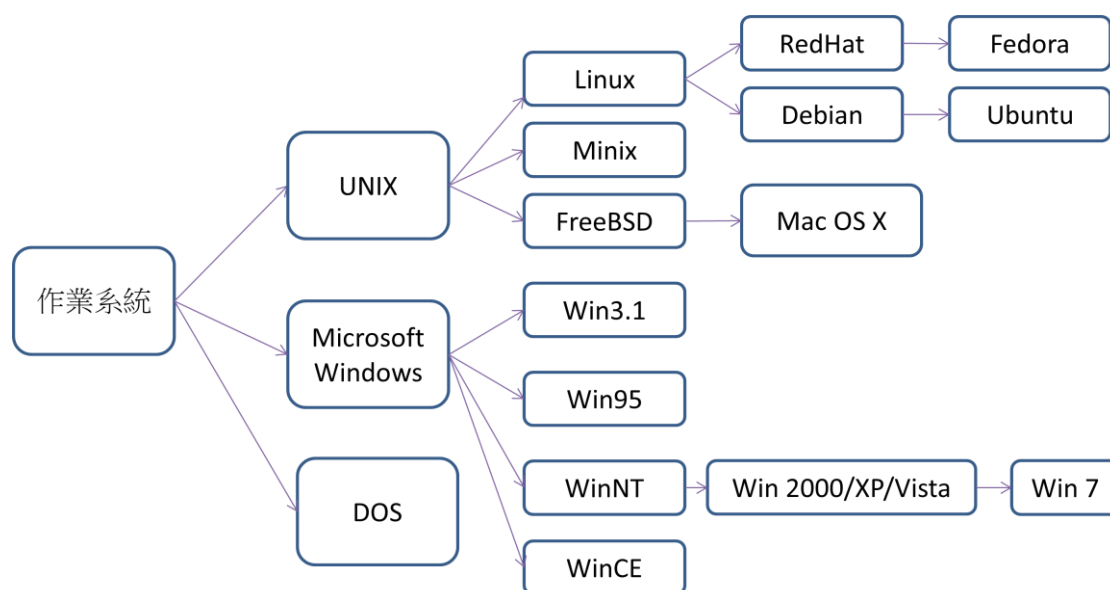 作業系統
UNIX
Linux
RedHat
Fedora
Debian
Ubuntu
Minix
FreeBSD
Mac OS X
Microsoft
Windows
Win3.1
Win95
WinNT
Win 2000/XP/Vista
Win 7
WinCE
DOS